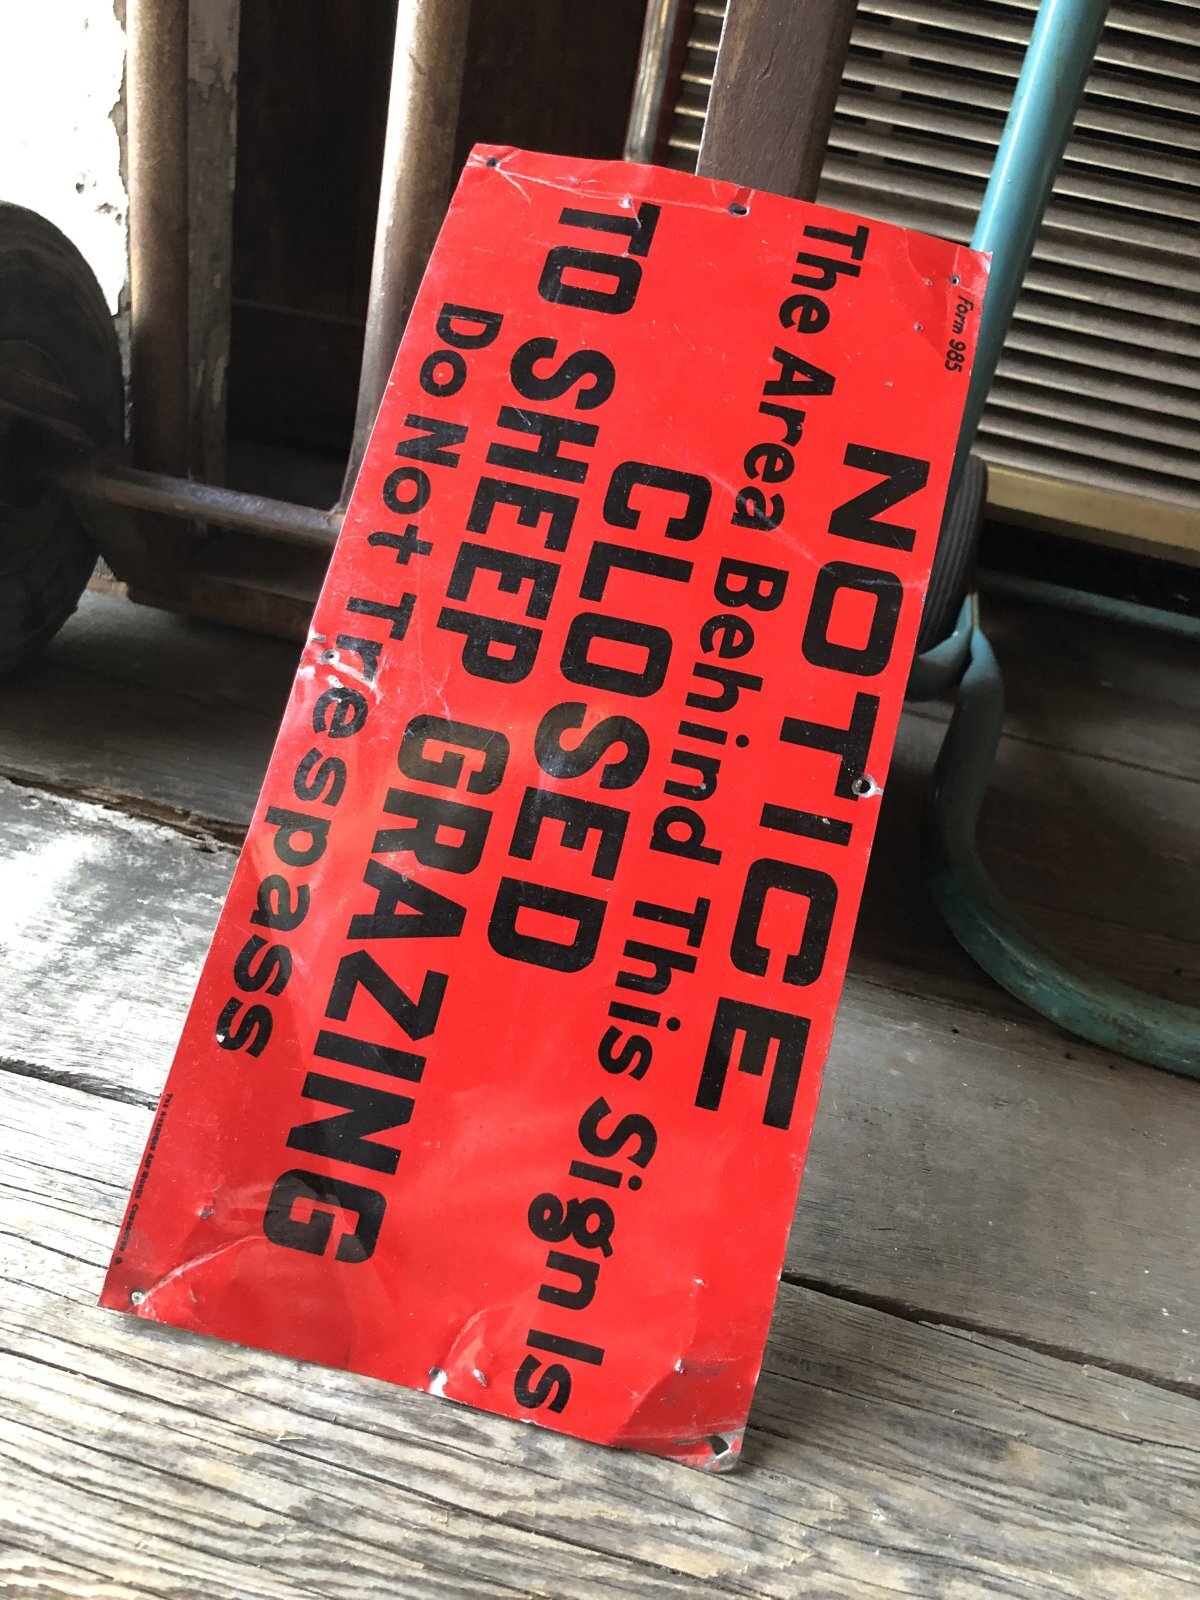 Form 985
NOTICE
The Area Behind This Sign Is
CLOSED
TO SHEEP GRAZING
Do Not Trespass